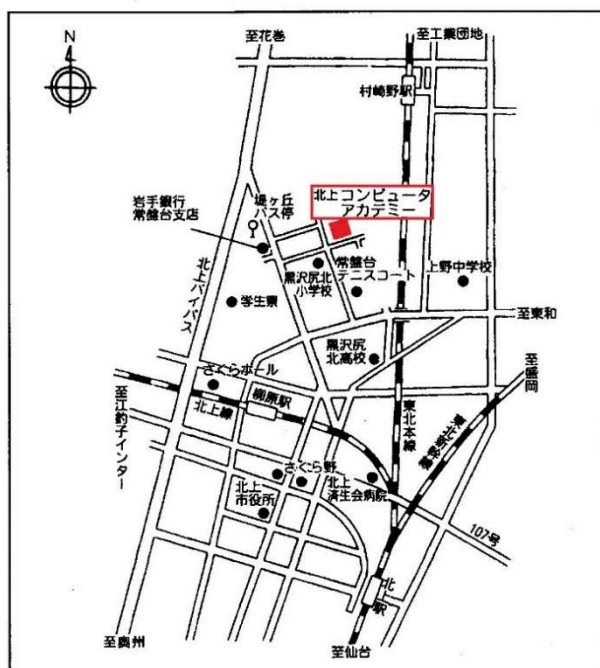 N
至花巻
至工業団地
村崎野駅
北上コンピュータ
アカデミー
岩手銀行
常盤台支店
堤ヶ丘
バス停
北上バイパス
黒沢尻北
小学校
常盤台
テニスコート
上野中学校
学生寮
至東和
黒沢尻
北高校
至盛岡
さくらホール
北上線
柳原駅
東北本線
東北新幹線
至江釣子インター
さくら野
北上
市役所
北上
済生会病院
107号
北
駅
至奥州
至仙台